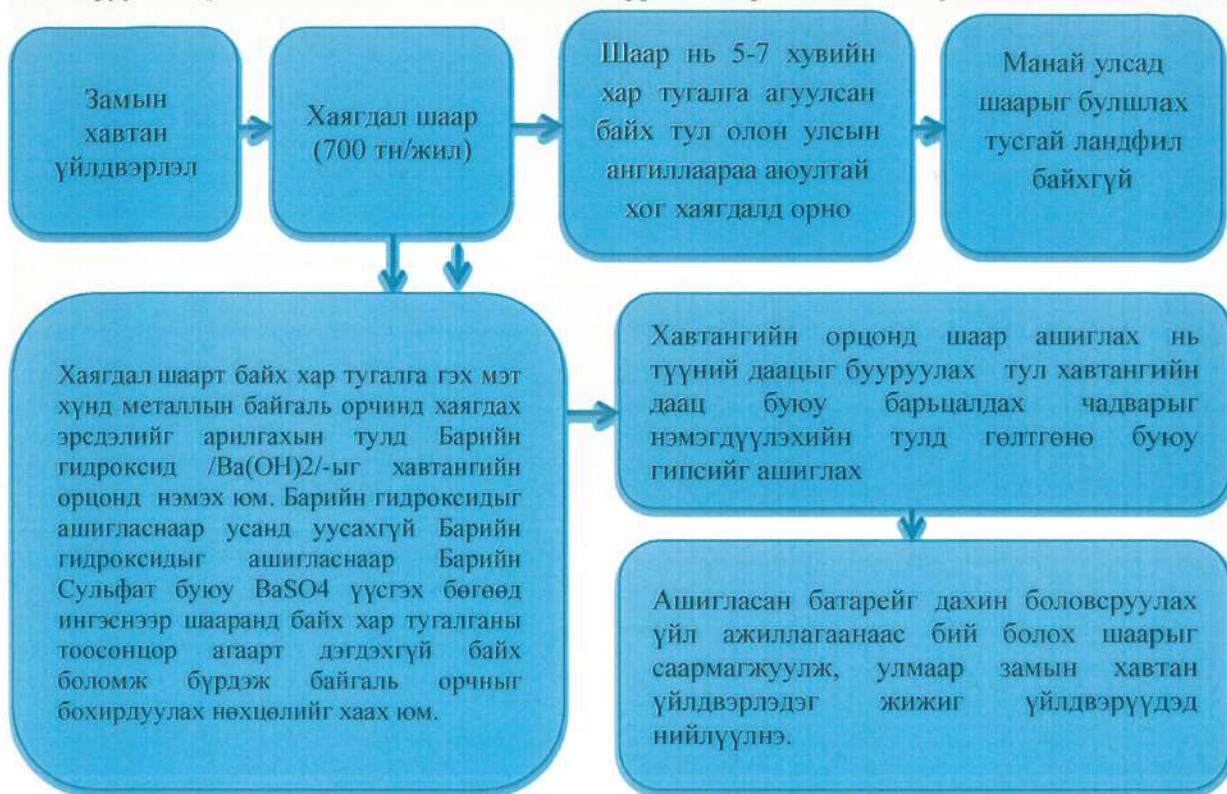 Замын
хавтан
үйлдвэрлэл
Хаягдал шаар
(700 тн/жил)
Шаар нь 5-7 хувийн
хар тугалга агуулсан
байх тул олон улсын
ангиллаараа аюултай
хог хаягдалд орно
Манай улсад
шаарыг булшлах
тусгай ландфил
байхгүй
Хаягдал шаарт байх хар тугалга гэх мэт
хүнд металлын байгаль орчинд хаягдах
эрсдэлийг арилгахын тулд Барийн
гидроксид /Ba(OH)2/-ыг хавтангийн
орцонд нэмэх юм. Барийн гидроксидыг
ашигласнаар усанд уусахгүй Барийн
гидроксидыг ашигласнаар Барийн
Сульфат буюу BaSO4 үүсгэх бөгөөд
ингэснээр шааранд байх хар тугалганы
тоосонцор агаарт дэгдэхгүй байх
боломж бүрдэж байгаль орчныг
бохирдуулах нөхцөлийг хаах юм.
Хавтангийн орцонд шаар ашиглах нь
түүний даацыг бууруулах тул хавтангийн
даац буюу барьцалдах чадварыг
нэмэгдүүлэхийн тулд гөлтгөнө буюу
гипсийг ашиглах
Ашигласан батарейг дахин боловсруулах
үйл ажиллагаанаас бий болох шаарыг
саармагжуулж, улмаар замын хавтан
үйлдвэрлэдэг жижиг үйлдвэрүүдэд
нийлүүлнэ.